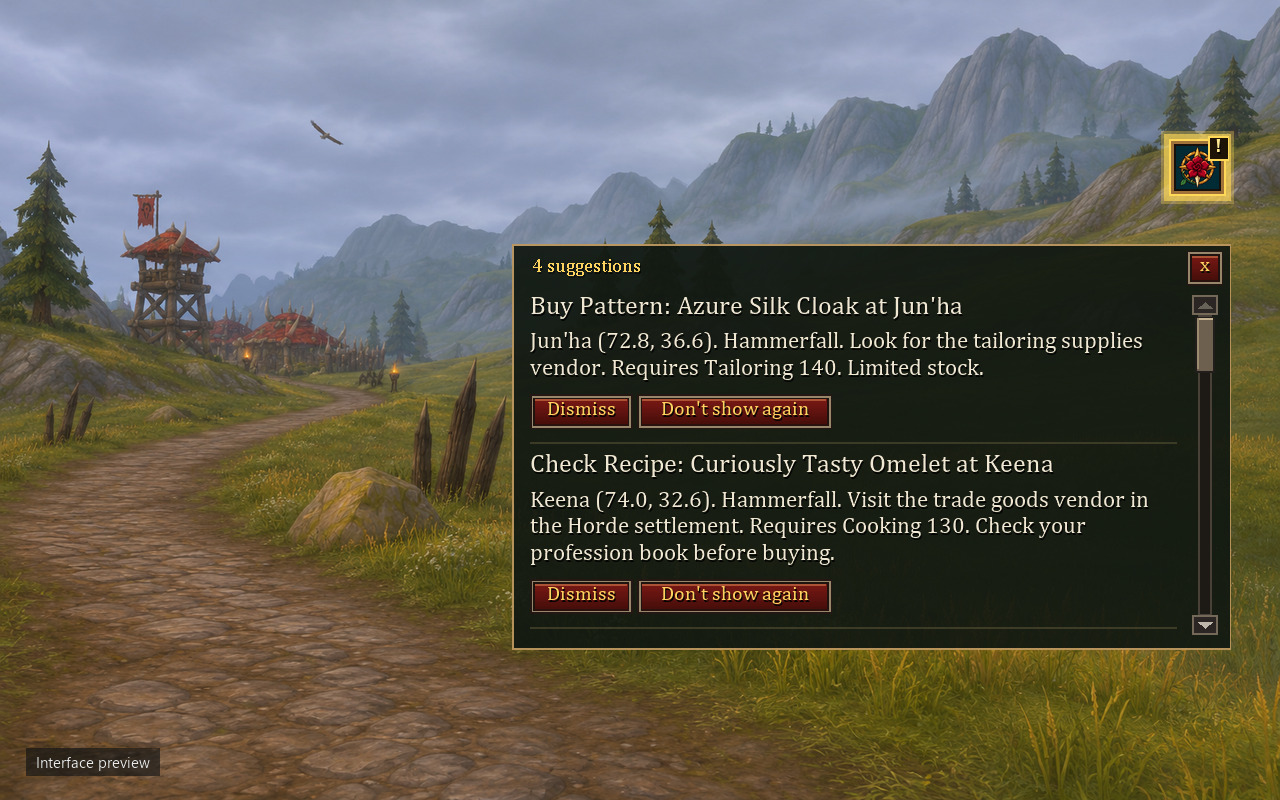 !
4 suggestions
x
Buy Pattern: Azure Silk Cloak at Jun'ha
Jun'ha (72.8, 36.6). Hammerfall. Look for the tailoring supplies
vendor. Requires Tailoring 140. Limited stock.
Dismiss
Don't show again
Check Recipe: Curiously Tasty Omelet at Keena
Keena (74.0, 32.6). Hammerfall. Visit the trade goods vendor in
the Horde settlement. Requires Cooking 130. Check your
profession book before buying.
Dismiss
Don't show again
Interface preview